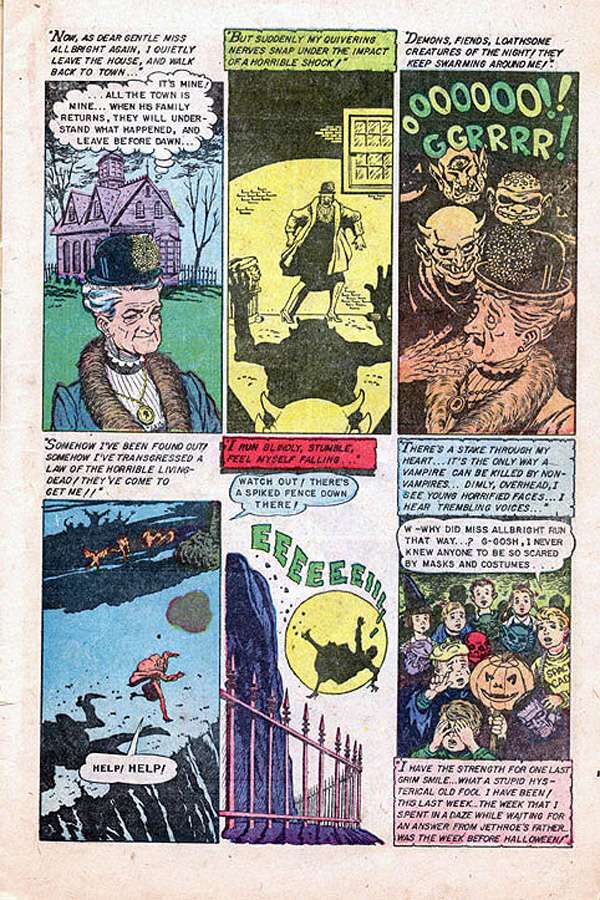 "NOW, AS DEAR GENTLE MISS
ALLBRIGHT AGAIN, I QUIETLY
LEAVE THE HOUSE, AND WALK
BACK TO TOWN...
IT'S MINE!
... ALL THE TOWN IS
MINE... WHEN HIS FAMILY
RETURNS, THEY WILL UNDER-
STAND WHAT HAPPENED, AND
LEAVE BEFORE DAWN...
"BUT SUDDENLY MY QUIVERING
NERVES SNAP UNDER THE IMPACT
OF A HORRIBLE SHOCK!"
"DEMONS, FIENDS, LOATHSOME
CREATURES OF THE NIGHT! THEY
KEEP SWARMING AROUND ME!"
OOOOOOOO!!
GGRRRR!
"SOMEHOW I'VE BEEN FOUND OUT!
SOMEHOW I'VE TRANSGRESSED A
LAW OF THE HORRIBLE LIVING-
DEAD! THEY'VE COME TO
GET ME!!"
HELP! HELP!
"I RUN BLINDLY, STUMBLE,
FEEL MYSELF FALLING..."
WATCH OUT! THERE'S
A SPIKED FENCE DOWN
THERE!
EEEEEEEIII!
"THERE'S A STAKE THROUGH MY
HEART... IT'S THE ONLY WAY A
VAMPIRE CAN BE KILLED BY NON-
VAMPIRES... DIMLY, OVERHEAD, I
SEE YOUNG HORRIFIED FACES... I
HEAR TREMBLING VOICES..."
W-WHY DID MISS ALLBRIGHT RUN
THAT WAY...? G-GOSH, I NEVER
KNEW ANYONE TO BE SO SCARED
BY MASKS AND COSTUMES...
SPACE
CADET
"I HAVE THE STRENGTH FOR ONE LAST
GRIM SMILE... WHAT A STUPID HYS-
TERICAL OLD FOOL I HAVE BEEN!
THIS LAST WEEK... THE WEEK THAT I
SPENT IN A DAZE WHILE WAITING FOR
AN ANSWER FROM JETHROE'S FATHER...
WAS THE WEEK BEFORE HALLOWEEN!"